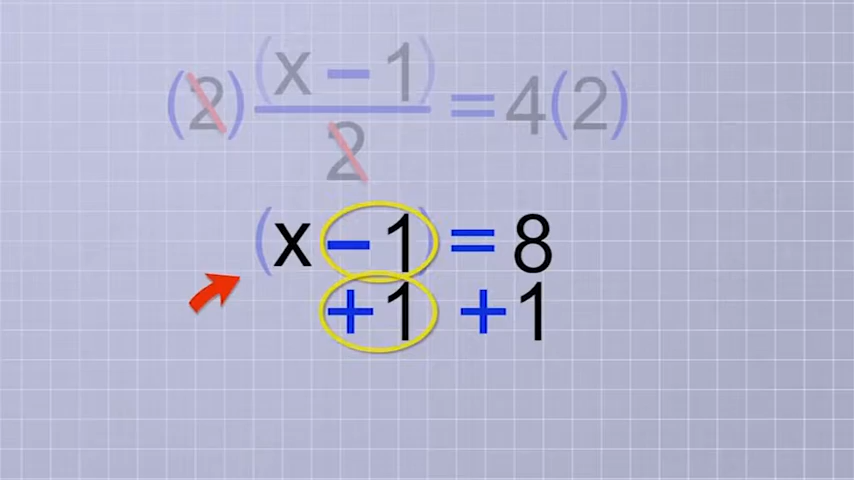 (2) (x − 1) = 4(2)
2
(x − 1) = 8
+ 1 + 1